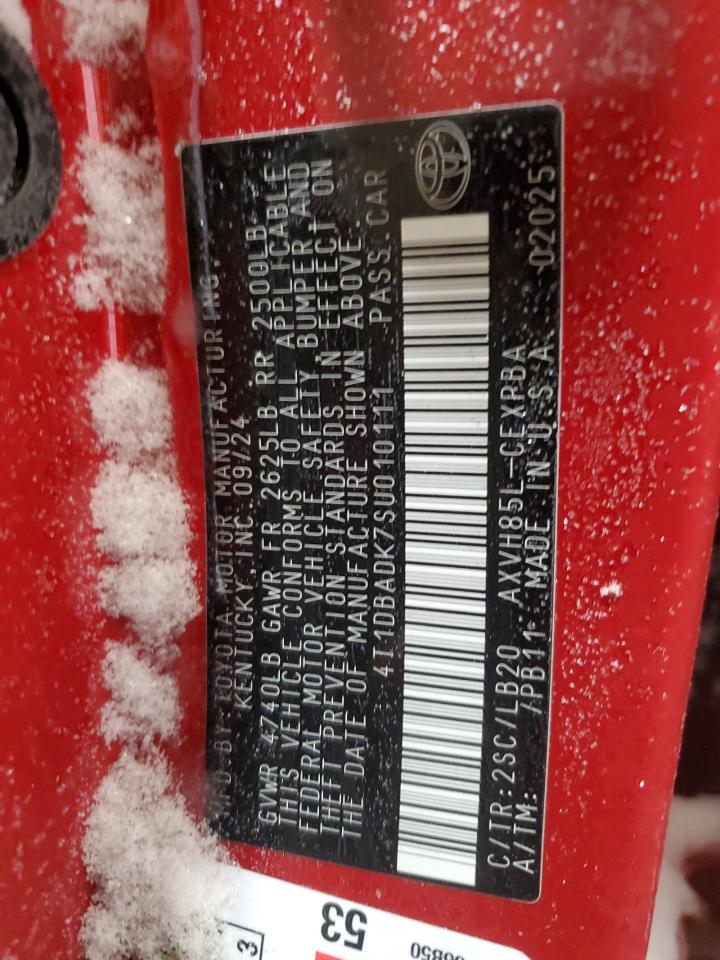 MFD BY: TOYOTA MOTOR MANUFACTURING,
KENTUCKY, INC. 09/24
GVWR 4740LB GAWR FR 2625LB RR 2500LB
THIS VEHICLE CONFORMS TO ALL APPLICABLE
FEDERAL MOTOR VEHICLE SAFETY, BUMPER, AND
THEFT PREVENTION STANDARDS IN EFFECT ON
THE DATE OF MANUFACTURE SHOWN ABOVE.
4T1DBADK7SU010111 PASS.CAR
C/TR:2SC/LB20 AXVH85L-CEXRBA
A/TM: /PB11 MADE IN U.S.A. 02025
3
53